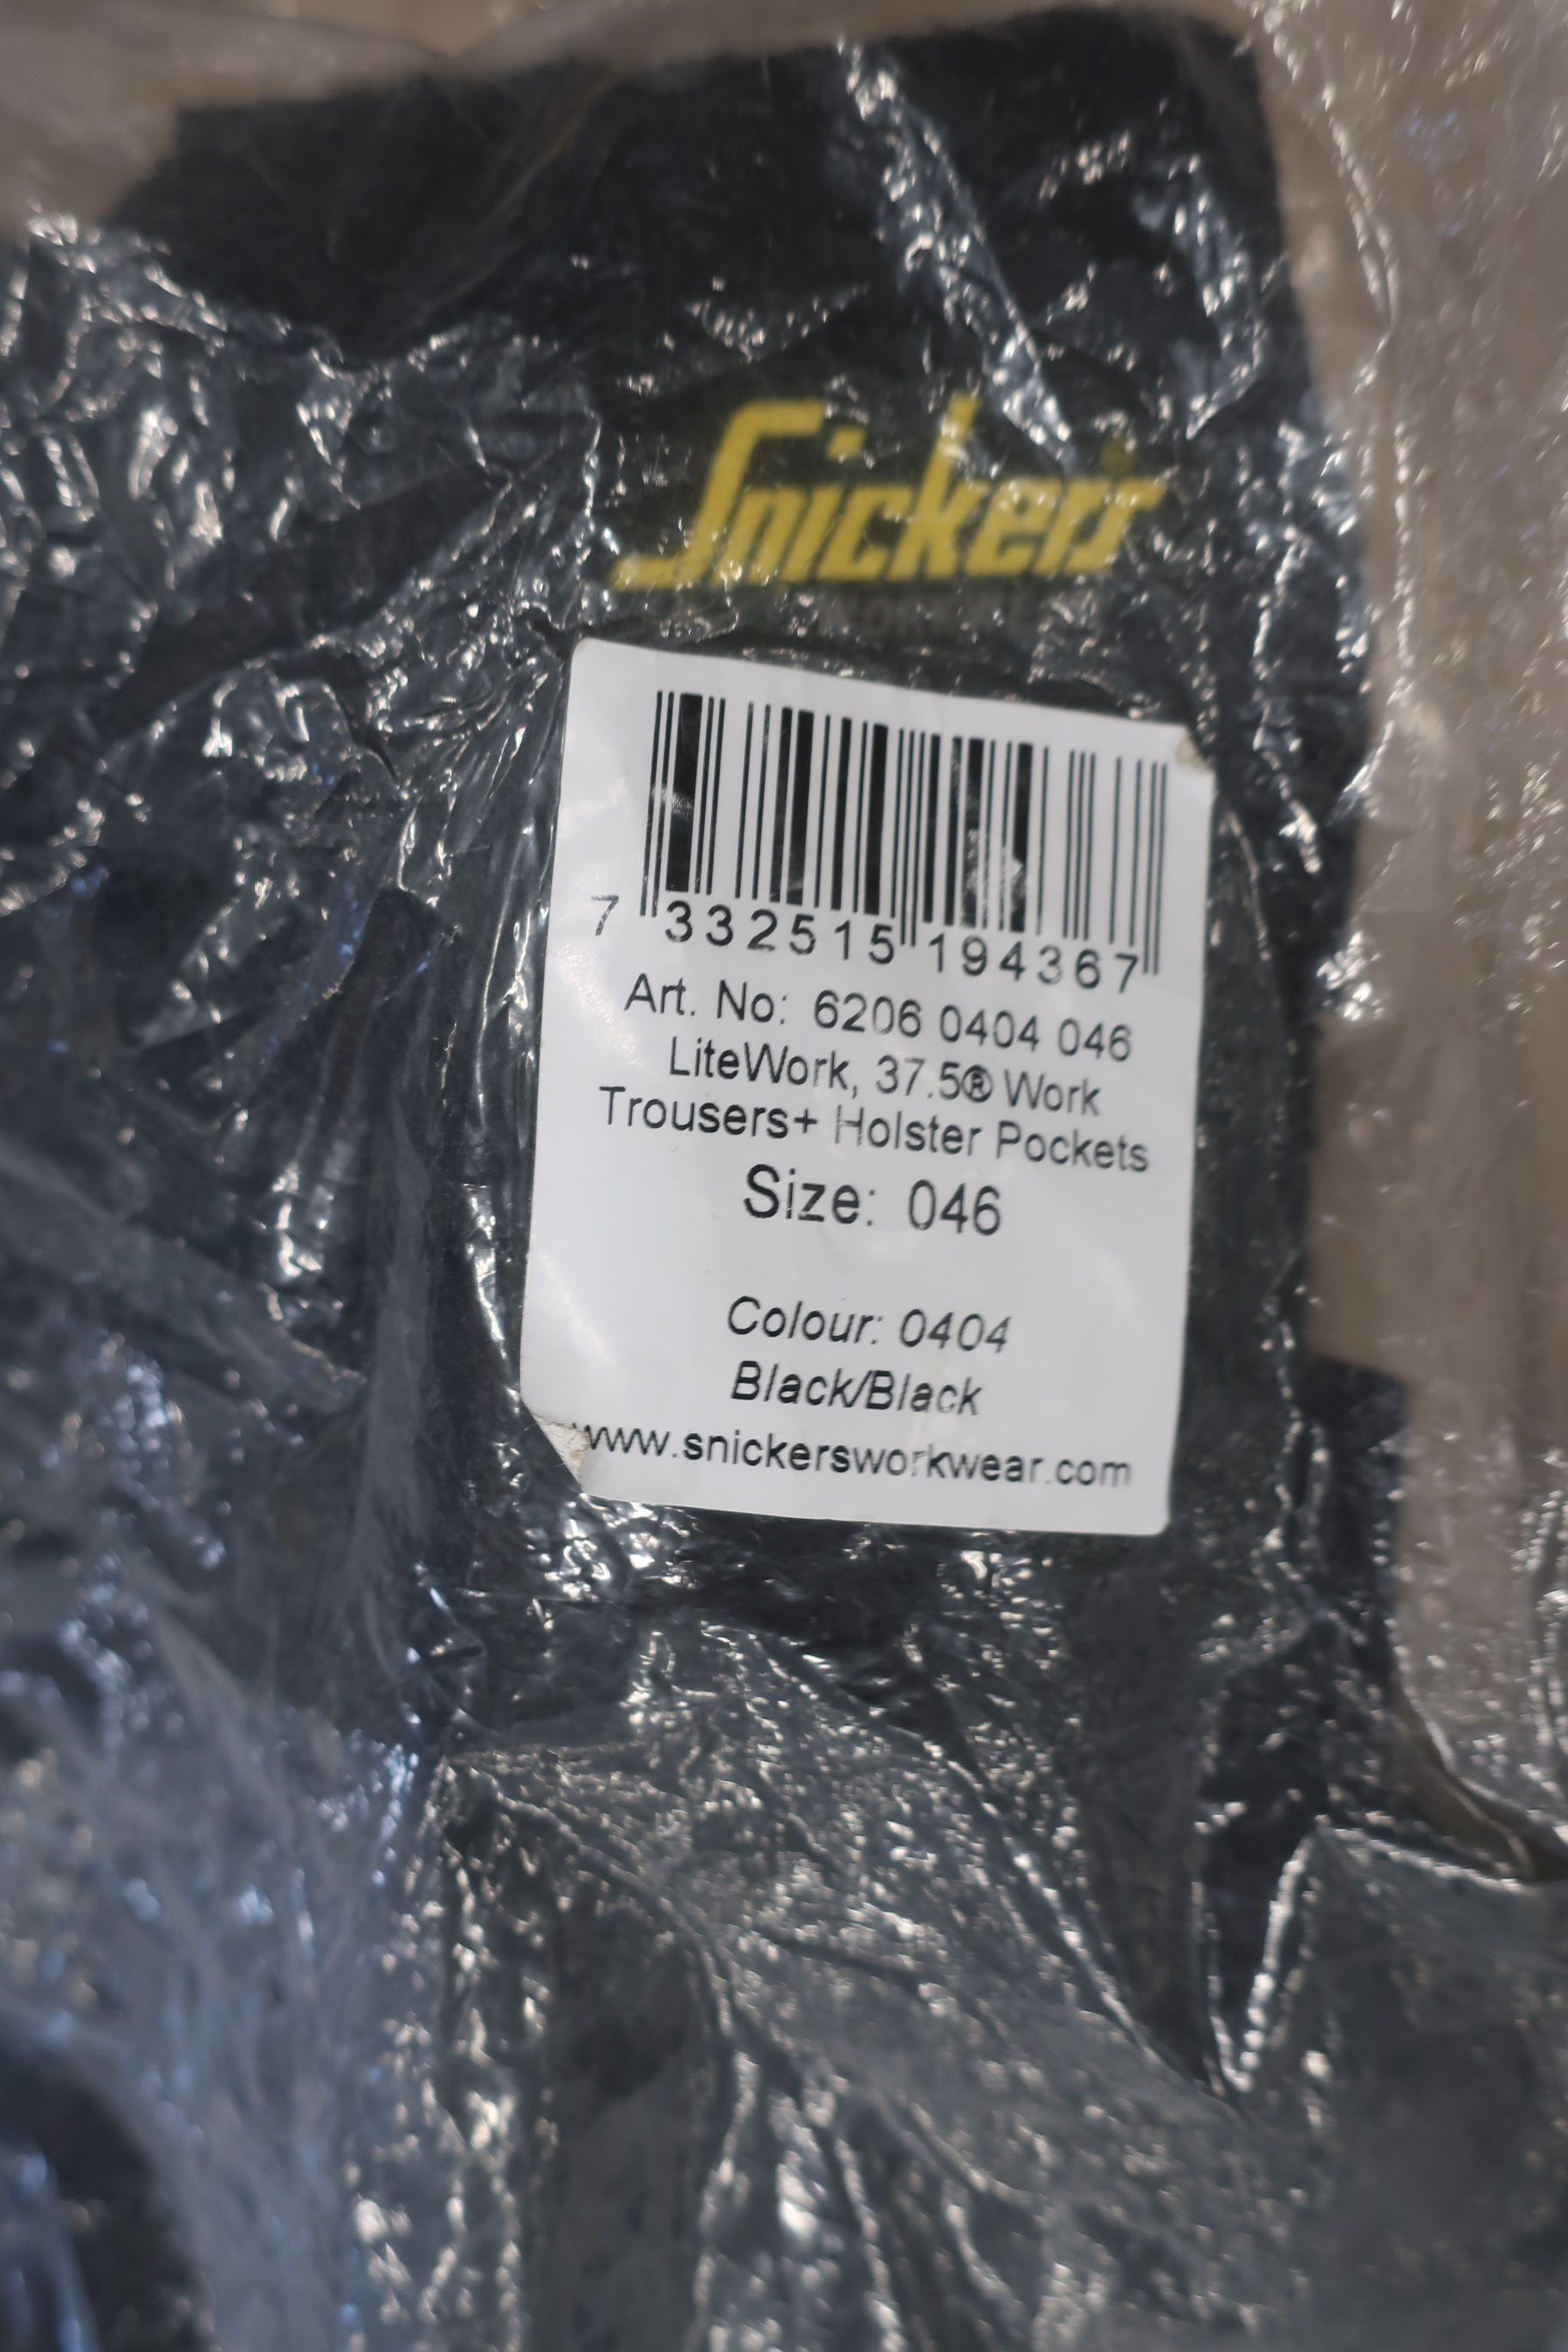 Snickers®
7 332515 194367
Art. No: 6206 0404 046
LiteWork, 37.5® Work
Trousers+ Holster Pockets
Size: 046
Colour: 0404
Black/Black
www.snickersworkwear.com